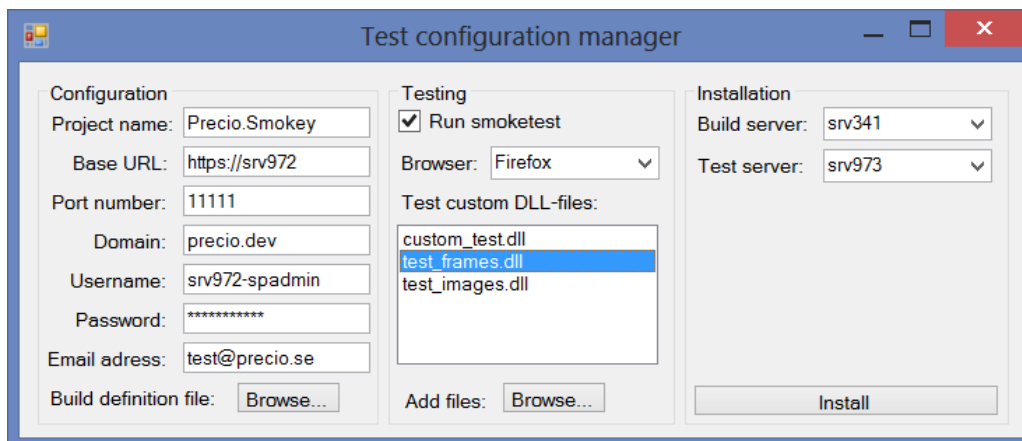 Test configuration manager
Configuration
Project name: Precio.Smokey
Base URL: https://srv972
Port number: 11111
Domain: precio.dev
Username: srv972-spadmin
Password: ***********
Email adress: test@precio.se
Build definition file: Browse...
Testing
Run smoketest
Browser: Firefox
Test custom DLL-files:
custom_test.dll
test_frames.dll
test_images.dll
Add files: Browse...
Installation
Build server: srv341
Test server: srv973
Install